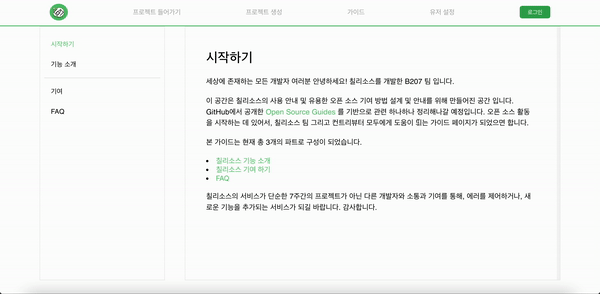 프로젝트 들어가기
프로젝트 생성
가이드
유저 설정
로그인
시작하기
기능 소개
기여
FAQ
시작하기
세상에 존재하는 모든 개발자 여러분 안녕하세요! 칠리소스를 개발한 B207 팀 입니다.
이 공간은 칠리소스의 사용 안내 및 유용한 오픈 소스 기여 방법 설계 및 안내를 위해 만들어진 공간 입니다.
GitHub에서 공개한 Open Source Guides 를 기반으로 관련 하나하나 정리해나갈 예정입니다. 오픈 소스 활동
을 시작하는 데 있어서, 칠리소스 팀 그리고 컨트리뷰터 모두에게 도움이 되는 가이드 페이지가 되었으면 합니다.
본 가이드는 현재 총 3개의 파트로 구성이 되었습니다.
• 칠리소스 기능 소개
• 칠리소스 기여 하기
• FAQ
칠리소스의 서비스가 단순한 7주간의 프로젝트가 아닌 다른 개발자와 소통과 기여를 통해, 에러를 제어하거나, 새
로운 기능을 추가되는 서비스가 되길 바랍니다. 감사합니다.